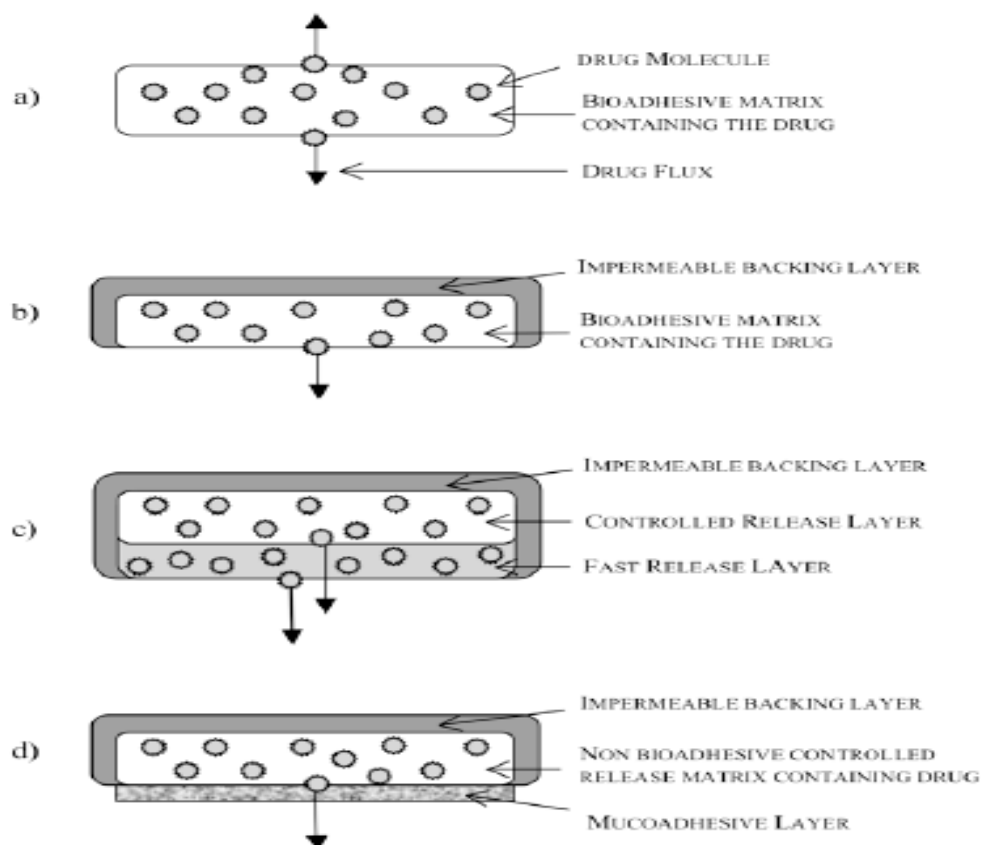 a)
DRUG MOLECULE
BIOADHESIVE MATRIX
CONTAINING THE DRUG
DRUG FLUX
b)
IMPERMEABLE BACKING LAYER
BIOADHESIVE MATRIX
CONTAINING THE DRUG
c)
IMPERMEABLE BACKING LAYER
CONTROLLED RELEASE LAYER
FAST RELEASE LAYER
d)
IMPERMEABLE BACKING LAYER
NON BIOADHESIVE CONTROLLED
RELEASE MATRIX CONTAINING DRUG
MUCOADHESIVE LAYER